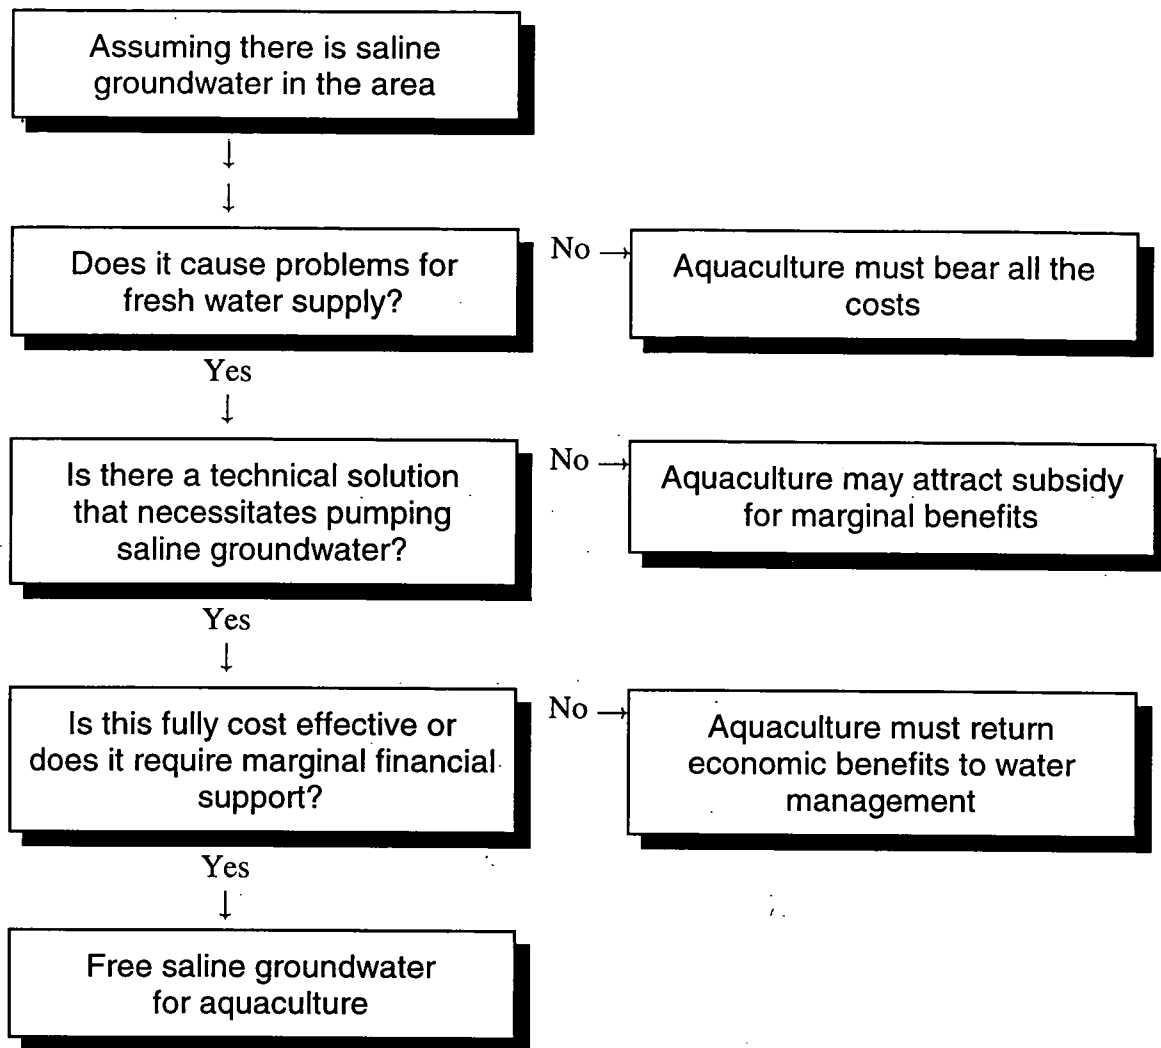 Assuming there is saline
groundwater in the area
↓
↓
Does it cause problems for
fresh water supply?
No →
Aquaculture must bear all the
costs
Yes
↓
Is there a technical solution
that necessitates pumping
saline groundwater?
No →
Aquaculture may attract subsidy
for marginal benefits
Yes
↓
Is this fully cost effective or
does it require marginal financial
support?
No →
Aquaculture must return
economic benefits to water
management
Yes
↓
Free saline groundwater
for aquaculture